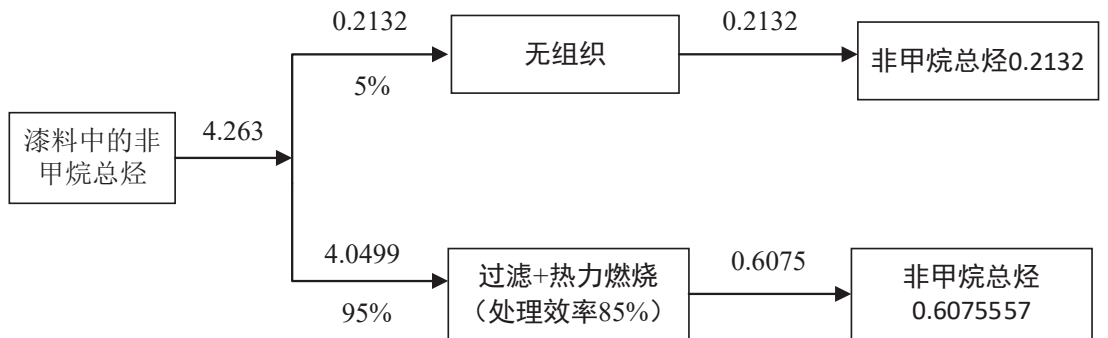 0.2132
0.2132
无组织
非甲烷总烃0.2132
5%
漆料中的非
甲烷总烃
4.263
4.0499
过滤+热力燃烧
（处理效率85%）
0.6075
非甲烷总烃
0.6075557
95%